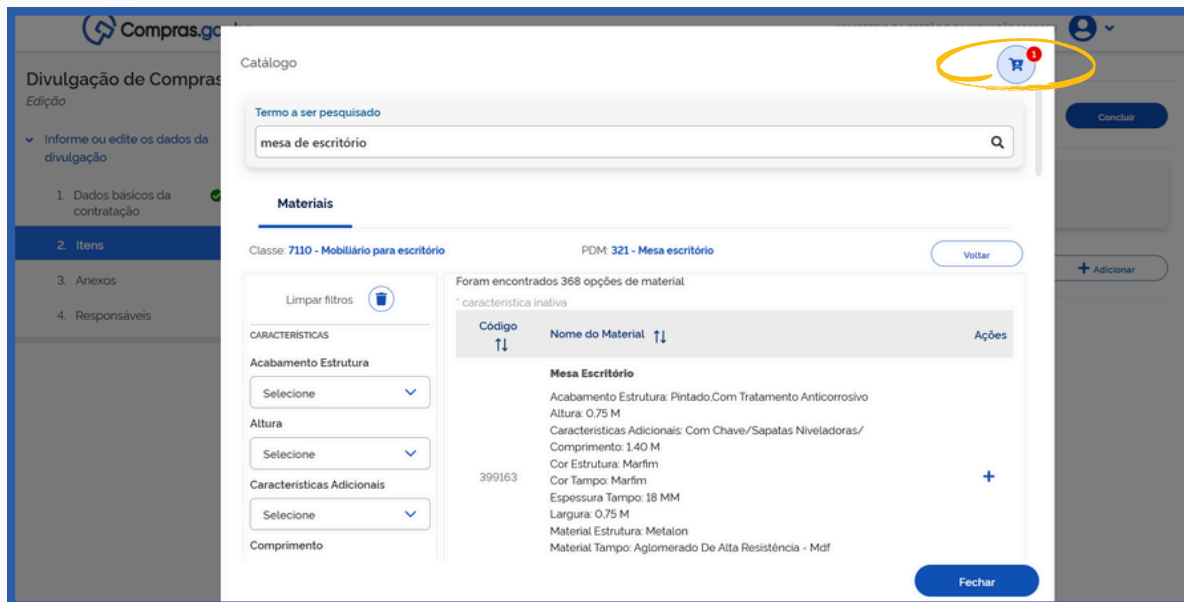 Compras.go
Divulgação de Compras
Edição
Concluir
Informe ou edite os dados da
divulgação
1. Dados básicos da
contratação
2. Itens
3. Anexos
4. Responsáveis
Adicionar
Catálogo
1
Termo a ser pesquisado
mesa de escritório
Materiais
Classe: 7110 - Mobiliário para escritório
PDM: 321 - Mesa escritório
Voltar
Limpar filtros
CARACTERÍSTICAS
Acabamento Estrutura
Selecione
Altura
Selecione
Características Adicionais
Selecione
Comprimento
Foram encontrados 368 opções de material
* característica inativa
Código
Nome do Material
Ações
399163
Mesa Escritório
Acabamento Estrutura: Pintado,Com Tratamento Anticorrosivo
Altura: 0,75 M
Características Adicionais: Com Chave/Sapatas Niveladoras/
Comprimento: 1,40 M
Cor Estrutura: Marfim
Cor Tampo: Marfim
Espessura Tampo: 18 MM
Largura: 0,75 M
Material Estrutura: Metalon
Material Tampo: Aglomerado De Alta Resistência - Mdf
Fechar